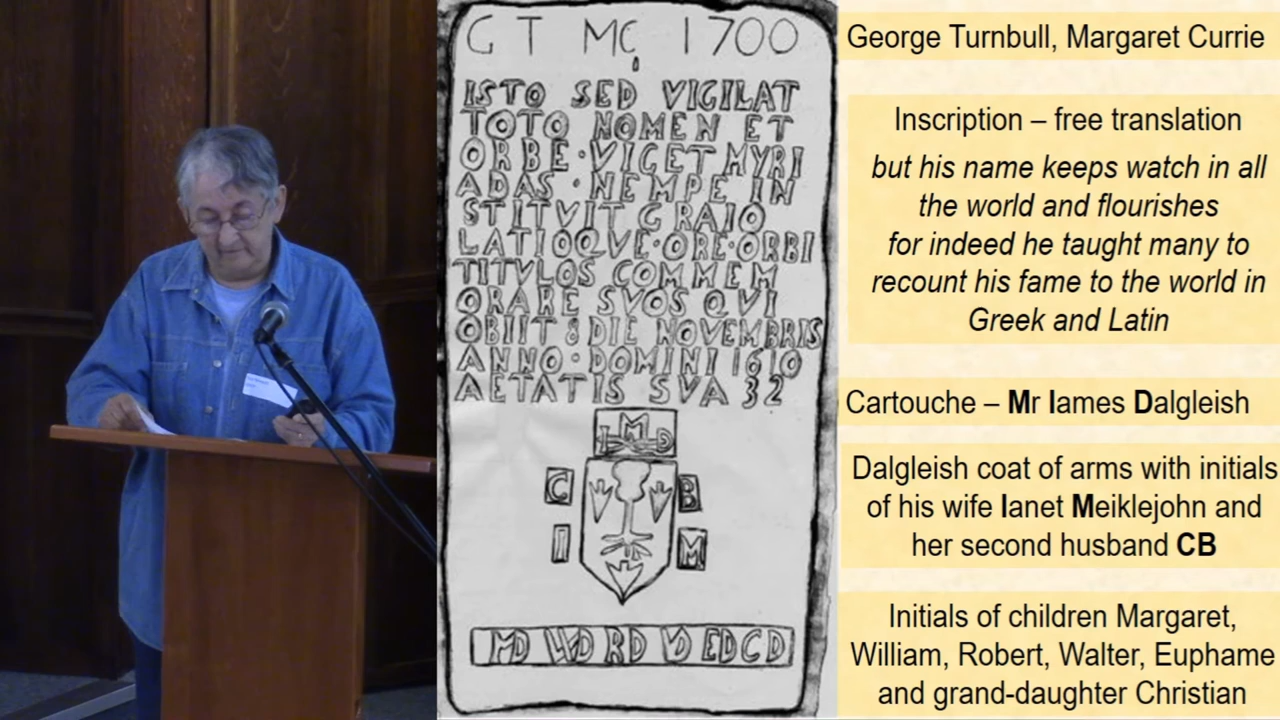 G T MC 1700
ISTO SED VIGILAT
TOTO NOMEN ET
ORBE · VIGET MYRI
ADAS · NEMPE IN
STITVIT GRAIO
LATIOQVE · ORE · ORBI
TITVLOS COMMEM
ORARE SVOS QVI
OBIIT 8 DIE NOVEMBRIS
ANNO · DOMINI 1610
AETATIS SVA 32
I M D
C B
I M
MD WD RD VD ED CD
George Turnbull, Margaret Currie
Inscription – free translation
but his name keeps watch in all
the world and flourishes
for indeed he taught many to
recount his fame to the world in
Greek and Latin
Cartouche – Mr Iames Dalgleish
Dalgleish coat of arms with initials
of his wife Ianet Meiklejohn and
her second husband CB
Initials of children Margaret,
William, Robert, Walter, Euphame
and grand-daughter Christian